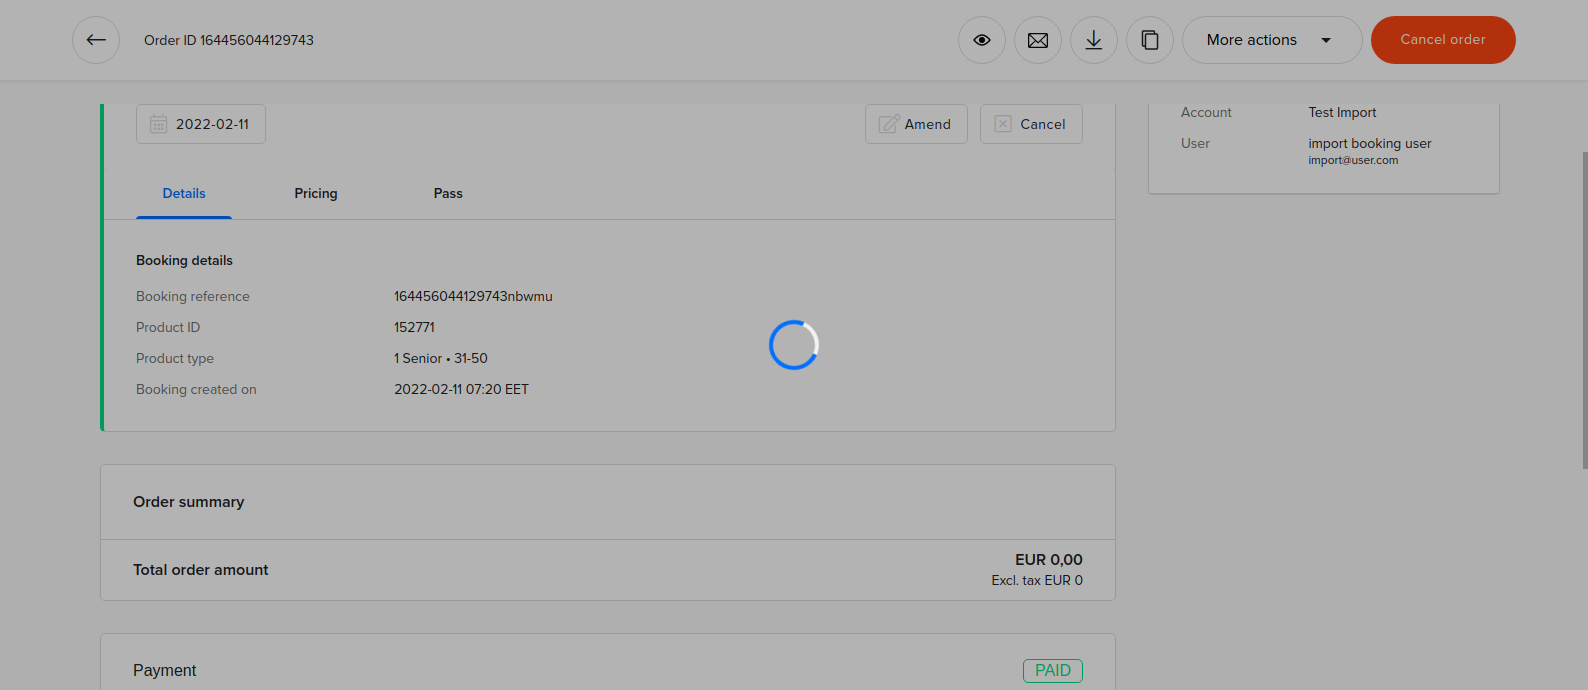 Order ID 164456044129743
More actions
Cancel order
2022-02-11
Amend
Cancel
Details
Pricing
Pass
Booking details
Booking reference 164456044129743nbwmu
Product ID 152771
Product type 1 Senior • 31-50
Booking created on 2022-02-11 07:20 EET
Order summary
Total order amount EUR 0,00
Excl. tax EUR 0
Payment PAID
Account Test Import
User import booking user
import@user.com